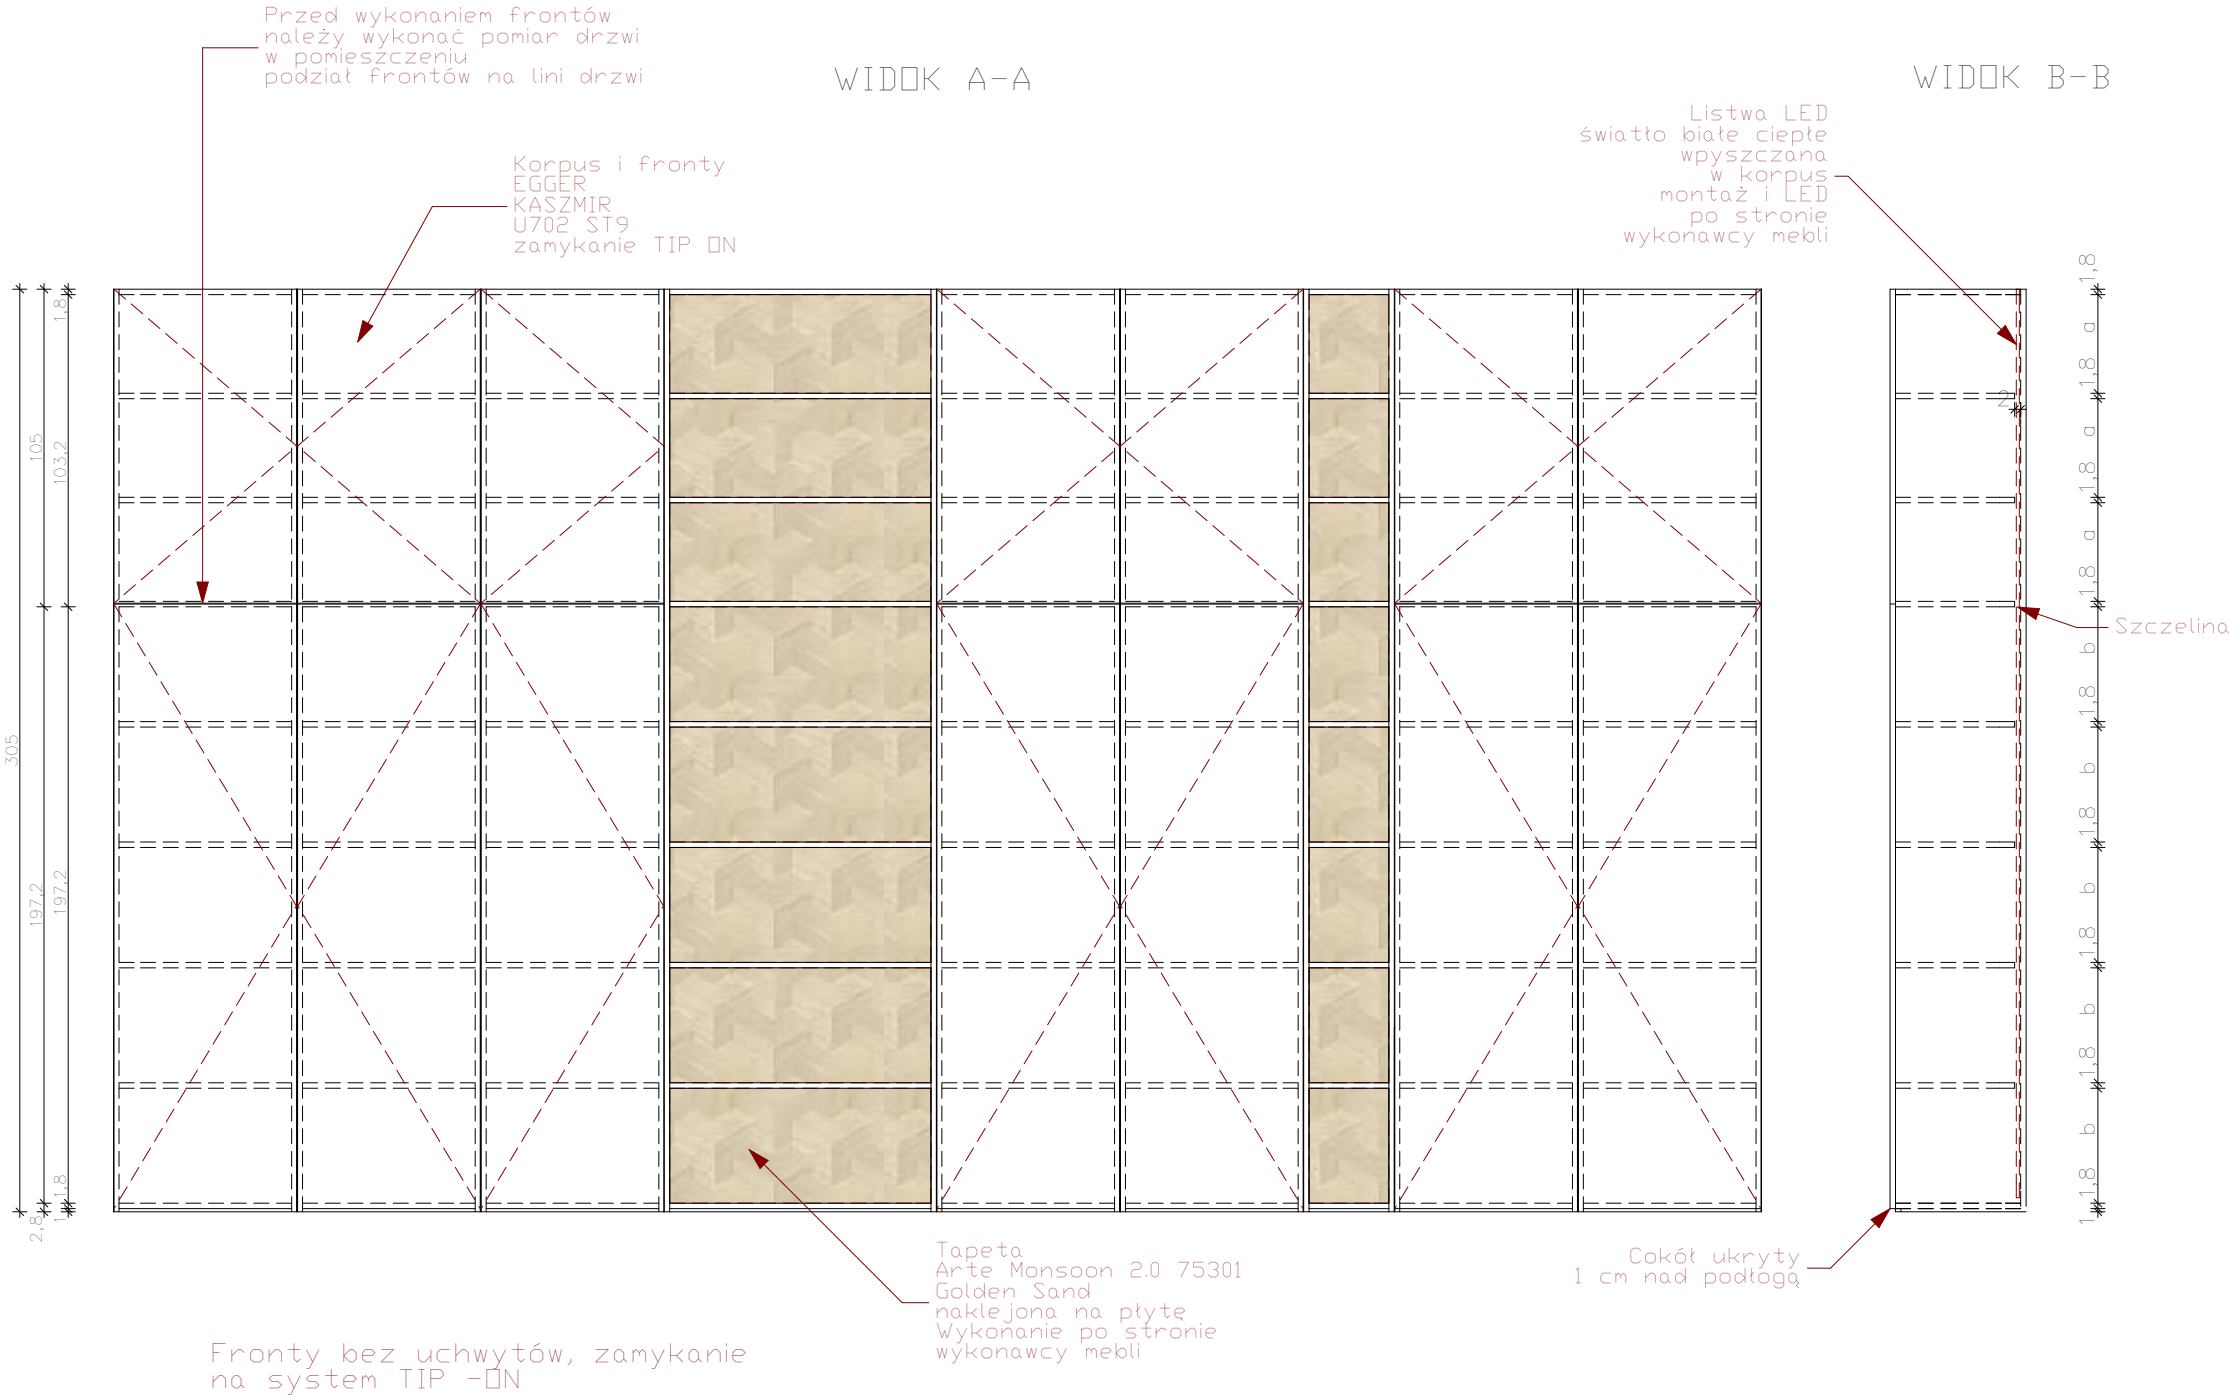 Przed wykonaniem frontów
należy wykonać pomiar drzwi
w pomieszczeniu
podział frontów na lini drzwi
WIDOK A-A
WIDOK B-B
Listwa LED
światło białe ciepłe
wpyszczana
w korpus
montaż i LED
po stronie
wykonawcy mebli
Korpus i fronty
EGGER
KASZMIR
U702 ST9
zamykanie TIP ON
305
105
197,2
2,8
1,8
103,2
197,2
1,8
1
2
1,8
a
1,8
a
1,8
a
1,8
b
1,8
b
1,8
b
1,8
b
1,8
b
1,8
1
Szczelina
Cokół ukryty
1 cm nad podłogą
Tapeta
Arte Monsoon 2.0 75301
Golden Sand
naklejona na płytę
Wykonanie po stronie
wykonawcy mebli
Fronty bez uchwytów, zamykanie
na system TIP -ON